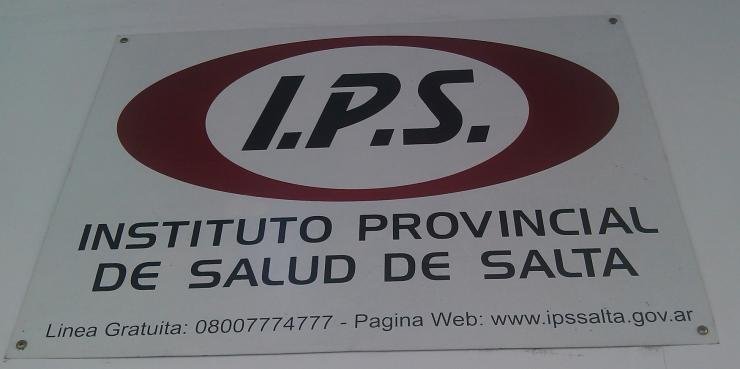 I.P.S.
INSTITUTO PROVINCIAL
DE SALUD DE SALTA
Linea Gratuita: 08007774777 - Pagina Web: www.ipssalta.gov.ar